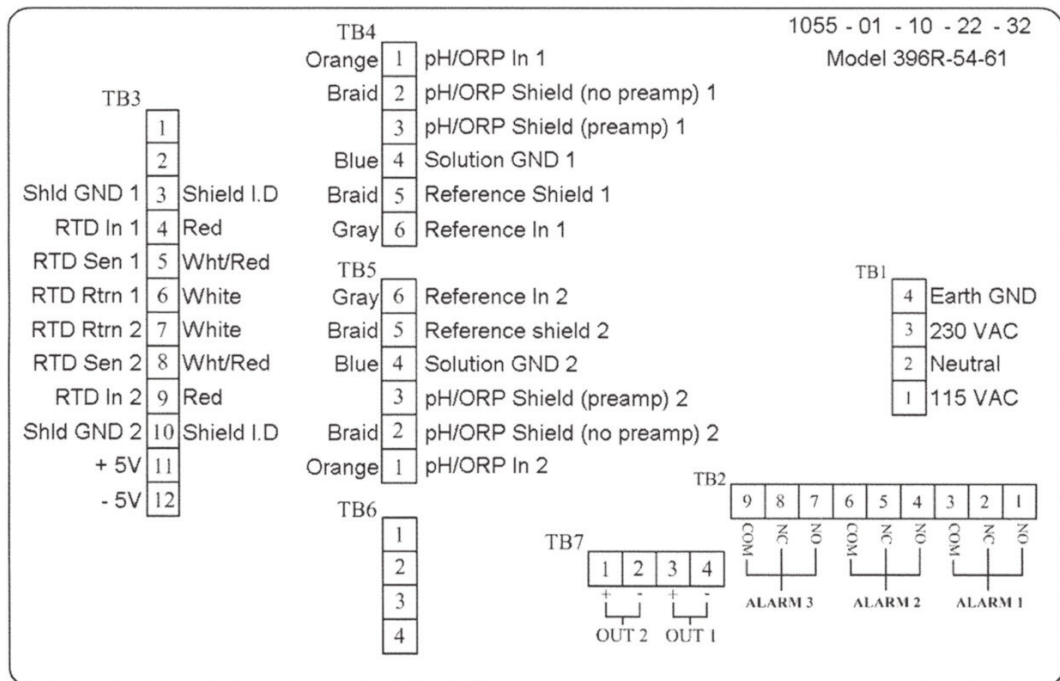 1055 - 01 - 10 - 22 - 32
Model 396R-54-61
TB3
1
2
Shld GND 1 3 Shield I.D
RTD In 1 4 Red
RTD Sen 1 5 Wht/Red
RTD Rtrn 1 6 White
RTD Rtrn 2 7 White
RTD Sen 2 8 Wht/Red
RTD In 2 9 Red
Shld GND 2 10 Shield I.D
+ 5V 11
- 5V 12
TB4
Orange 1 pH/ORP In 1
Braid 2 pH/ORP Shield (no preamp) 1
3 pH/ORP Shield (preamp) 1
Blue 4 Solution GND 1
Braid 5 Reference Shield 1
Gray 6 Reference In 1
TB5
Gray 6 Reference In 2
Braid 5 Reference shield 2
Blue 4 Solution GND 2
3 pH/ORP Shield (preamp) 2
Braid 2 pH/ORP Shield (no preamp) 2
Orange 1 pH/ORP In 2
TB6
1
2
3
4
TB1
4 Earth GND
3 230 VAC
2 Neutral
1 115 VAC
TB2
9 8 7 6 5 4 3 2 1
COM NC NO COM NC NO COM NC NO
ALARM 3 ALARM 2 ALARM 1
TB7
1 2 3 4
+ - + -
OUT 2 OUT 1